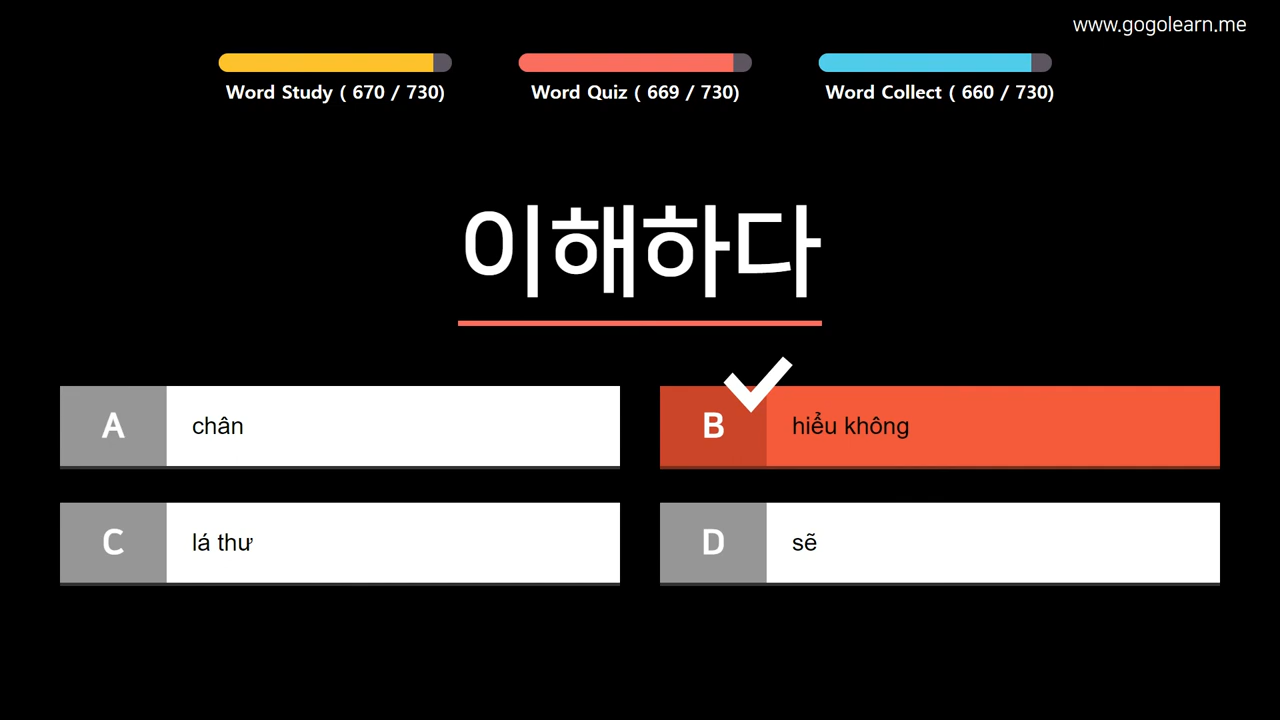 www.gogolearn.me
Word Study ( 670 / 730)
Word Quiz ( 669 / 730)
Word Collect ( 660 / 730)
이해하다
A
chân
B
hiểu không
C
lá thư
D
sẽ